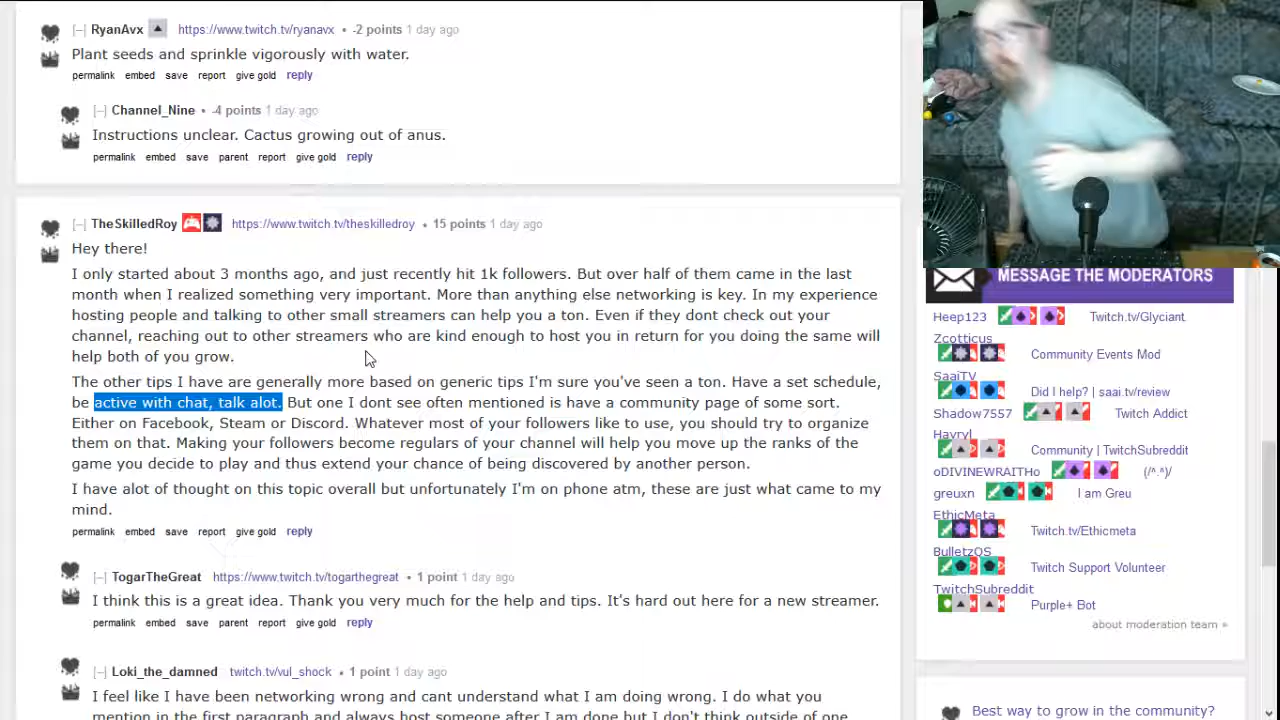 [–] RyanAvx https://www.twitch.tv/ryanavx • -2 points 1 day ago
Plant seeds and sprinkle vigorously with water.
permalink embed save report give gold reply
[–] Channel_Nine • -4 points 1 day ago
Instructions unclear. Cactus growing out of anus.
permalink embed save parent report give gold reply
[–] TheSkilledRoy https://www.twitch.tv/theskilledroy • 15 points 1 day ago
Hey there!
I only started about 3 months ago, and just recently hit 1k followers. But over half of them came in the last
month when I realized something very important. More than anything else networking is key. In my experience
hosting people and talking to other small streamers can help you a ton. Even if they dont check out your
channel, reaching out to other streamers who are kind enough to host you in return for you doing the same will
help both of you grow.
The other tips I have are generally more based on generic tips I'm sure you've seen a ton. Have a set schedule,
be active with chat, talk alot. But one I dont see often mentioned is have a community page of some sort.
Either on Facebook, Steam or Discord. Whatever most of your followers like to use, you should try to organize
them on that. Making your followers become regulars of your channel will help you move up the ranks of the
game you decide to play and thus extend your chance of being discovered by another person.
I have alot of thought on this topic overall but unfortunately I'm on phone atm, these are just what came to my
mind.
permalink embed save report give gold reply
[–] TogarTheGreat https://www.twitch.tv/togarthegreat • 1 point 1 day ago
I think this is a great idea. Thank you very much for the help and tips. It's hard out here for a new streamer.
permalink embed save parent report give gold reply
[–] Loki_the_damned twitch.tv/vul_shock • 1 point 1 day ago
I feel like I have been networking wrong and cant understand what I am doing wrong. I do what you
mention in the first paragraph and always host someone after I am done but I don't think outside of one
MESSAGE THE MODERATORS
Heep123 Twitch.tv/Glyciant
Zcotticus Community Events Mod
SaaiTV Did I help? | saai.tv/review
Shadow7557 Twitch Addict
Havryl Community | TwitchSubreddit
oDIVINEWRAITHo (/^.^)/
greuxn I am Greu
EthicMeta Twitch.tv/Ethicmeta
BulletzOS Twitch Support Volunteer
TwitchSubreddit Purple+ Bot
about moderation team »
Best way to grow in the community?